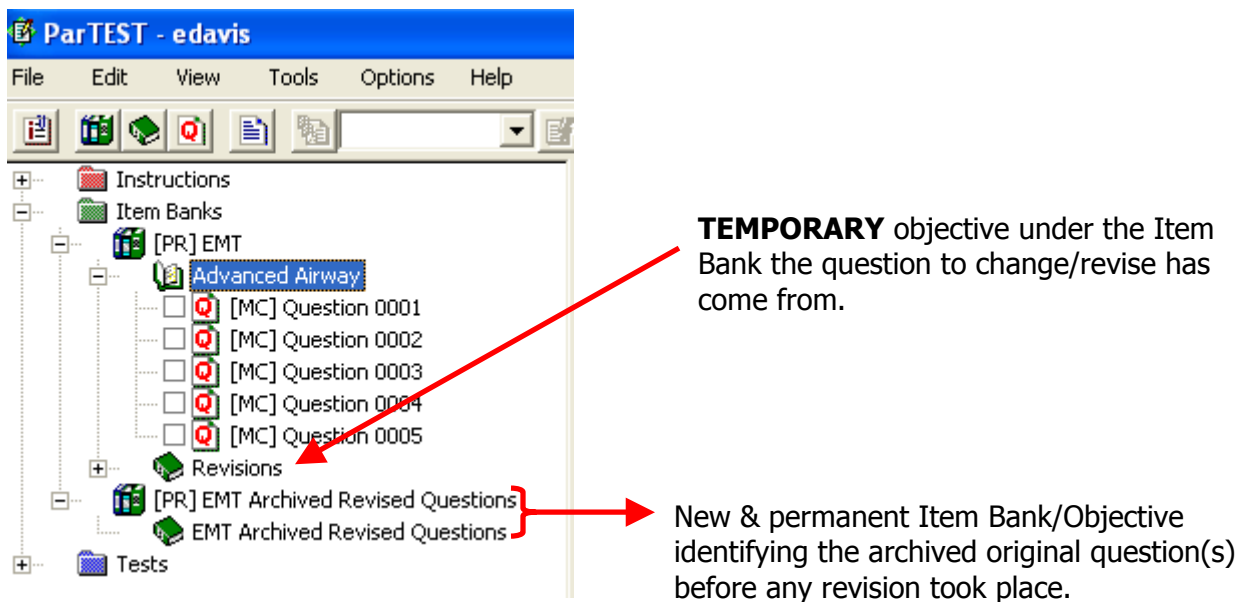 ParTEST - edavis
File Edit View Tools Options Help
Instructions
Item Banks
[PR] EMT
Advanced Airway
[MC] Question 0001
[MC] Question 0002
[MC] Question 0003
[MC] Question 0004
[MC] Question 0005
Revisions
[PR] EMT Archived Revised Questions
EMT Archived Revised Questions
Tests
TEMPORARY objective under the Item
Bank the question to change/revise has
come from.
New & permanent Item Bank/Objective
identifying the archived original question(s)
before any revision took place.